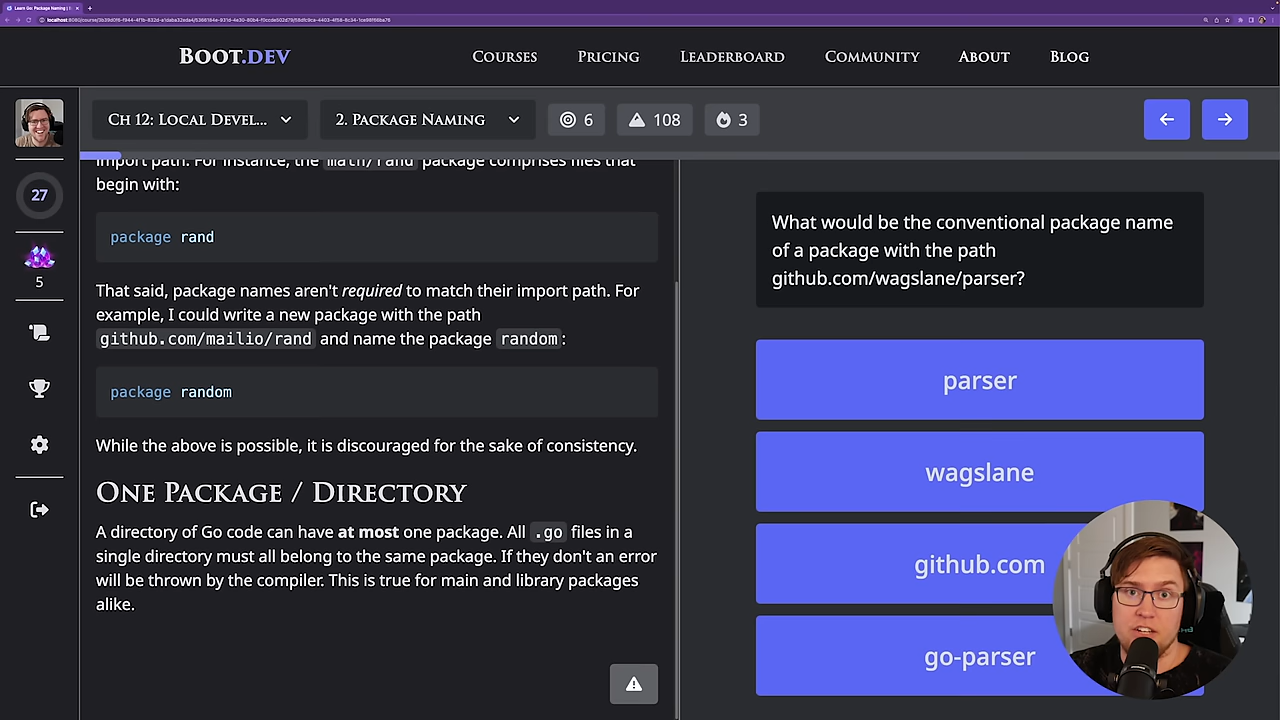 Learn Go: Package Naming
localhost:8080/course/
BOOT.DEV
COURSES
PRICING
LEADERBOARD
COMMUNITY
ABOUT
BLOG
CH 12: LOCAL DEVEL...
2. PACKAGE NAMING
6
108
3
27
5
import path. For instance, the math/rand package comprises files that
begin with:
package rand
That said, package names aren't required to match their import path. For
example, I could write a new package with the path
github.com/mailio/rand and name the package random:
package random
While the above is possible, it is discouraged for the sake of consistency.
ONE PACKAGE / DIRECTORY
A directory of Go code can have at most one package. All .go files in a
single directory must all belong to the same package. If they don't an error
will be thrown by the compiler. This is true for main and library packages
alike.
What would be the conventional package name
of a package with the path
github.com/wagslane/parser?
parser
wagslane
github.com
go-parser